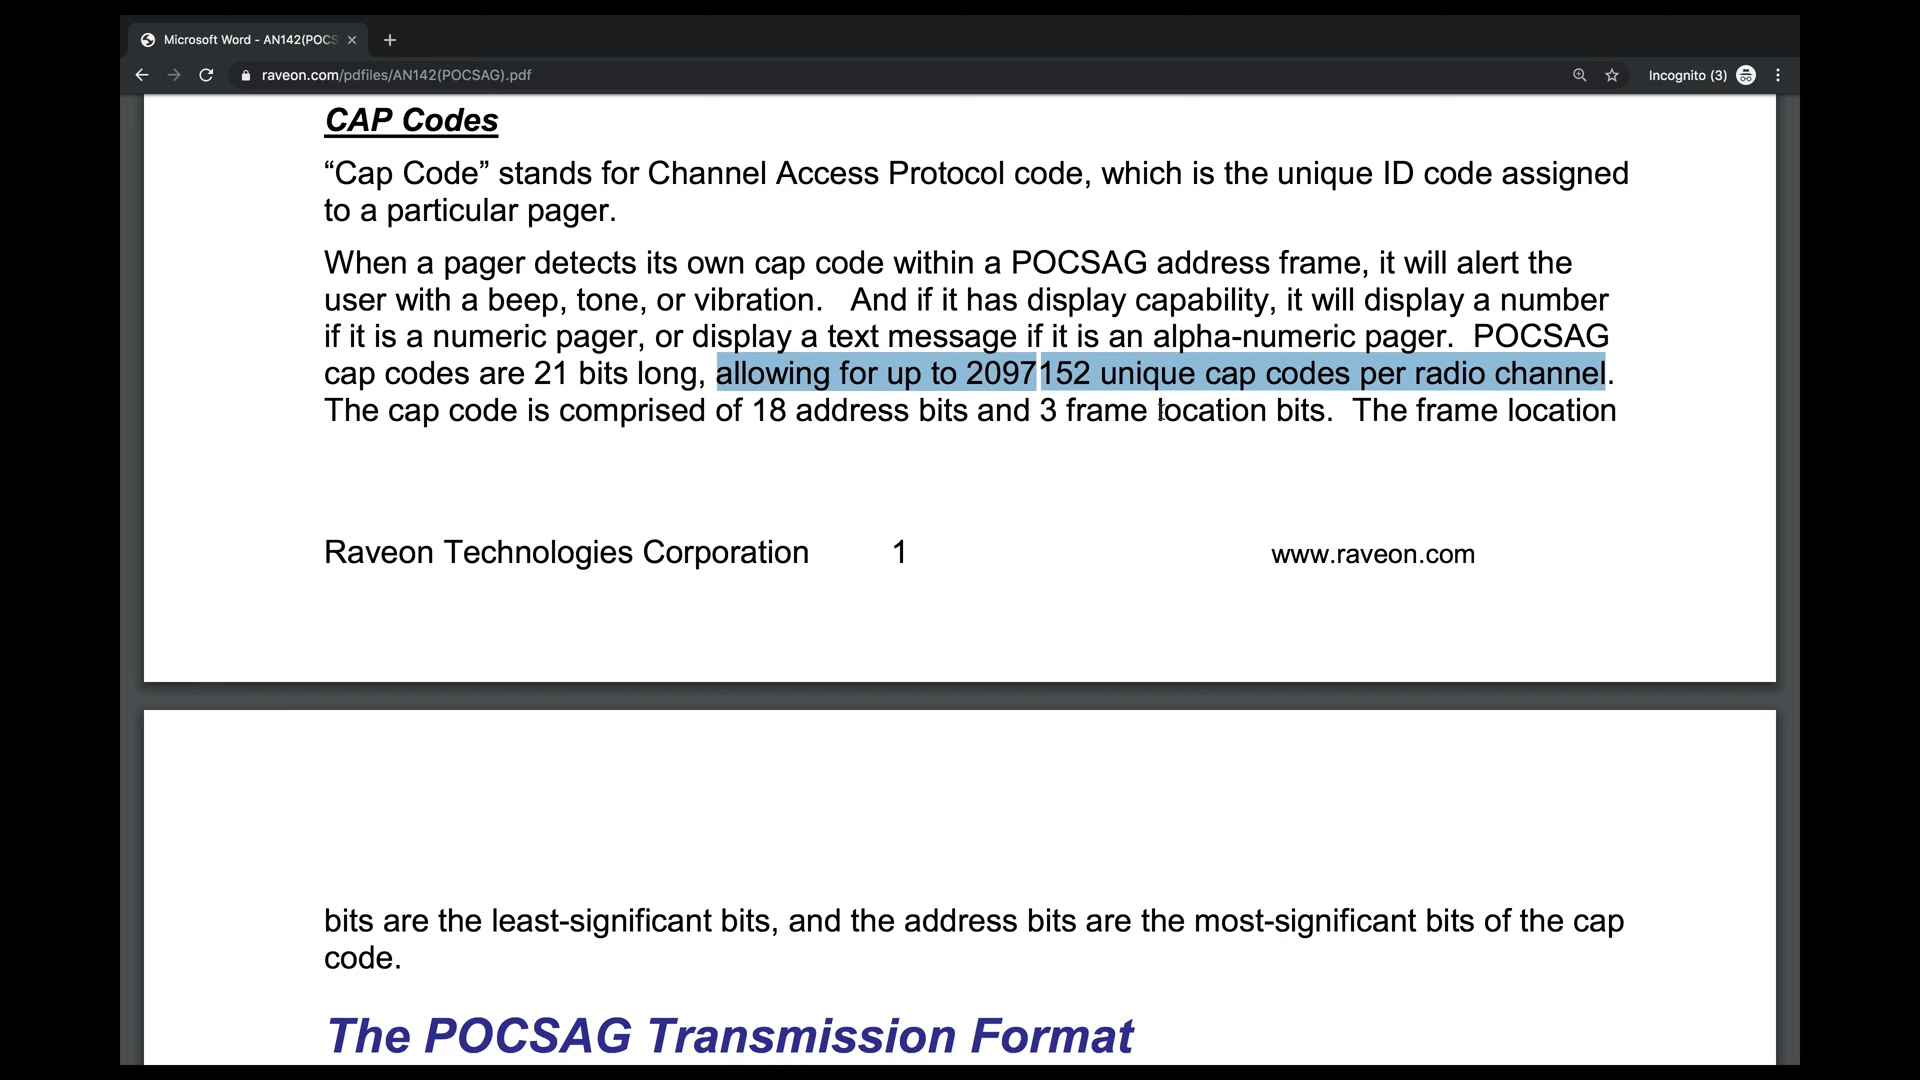 Microsoft Word - AN142(POCS
raveon.com/pdfiles/AN142(POCSAG).pdf
Incognito (3)
CAP Codes
“Cap Code” stands for Channel Access Protocol code, which is the unique ID code assigned
to a particular pager.
When a pager detects its own cap code within a POCSAG address frame, it will alert the
user with a beep, tone, or vibration.   And if it has display capability, it will display a number
if it is a numeric pager, or display a text message if it is an alpha-numeric pager.  POCSAG
cap codes are 21 bits long, allowing for up to 2097152 unique cap codes per radio channel.
The cap code is comprised of 18 address bits and 3 frame location bits.  The frame location
Raveon Technologies Corporation 1 www.raveon.com
bits are the least-significant bits, and the address bits are the most-significant bits of the cap
code.
The POCSAG Transmission Format